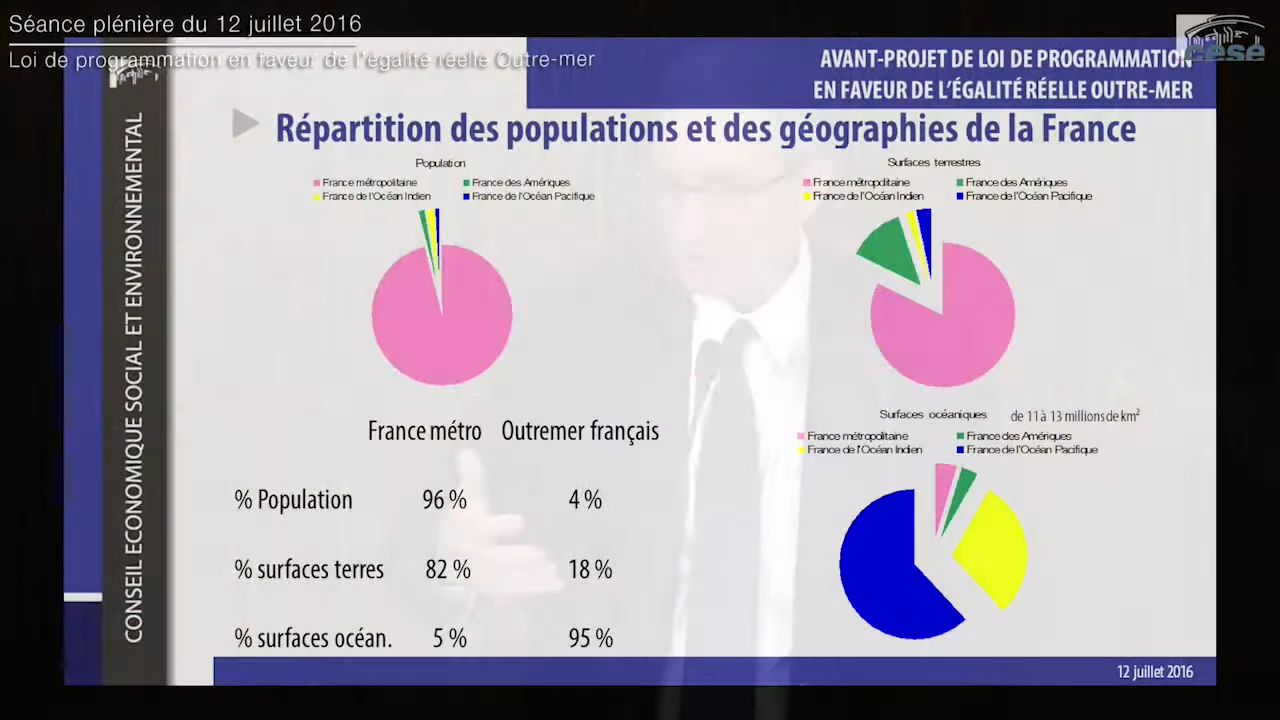 Séance plénière du 12 juillet 2016
Loi de programmation en faveur de l'égalité réelle Outre-mer
cese
AVANT-PROJET DE LOI DE PROGRAMMATION
EN FAVEUR DE L'ÉGALITÉ RÉELLE OUTRE-MER
CONSEIL ECONOMIQUE SOCIAL ET ENVIRONNEMENTAL
Répartition des populations et des géographies de la France
Population
France métropolitaine
France des Amériques
France de l'Océan Indien
France de l'Océan Pacifique
Surfaces terrestres
France métropolitaine
France des Amériques
France de l'Océan Indien
France de l'Océan Pacifique
Surfaces océaniques de 11 à 13 millions de km²
France métropolitaine
France des Amériques
France de l'Océan Indien
France de l'Océan Pacifique
France métro Outremer français
% Population 96 % 4 %
% surfaces terres 82 % 18 %
% surfaces océan. 5 % 95 %
12 juillet 2016